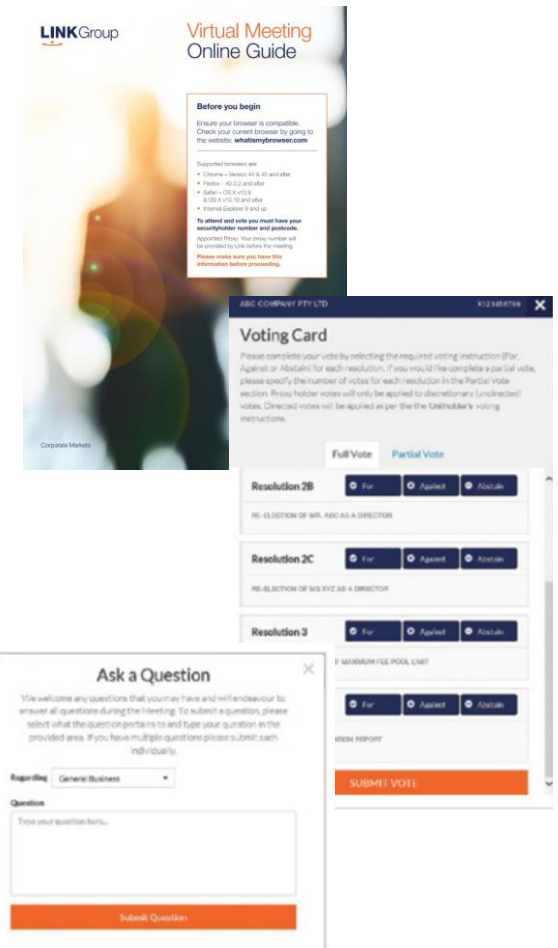 LINKGroup
Virtual Meeting
Online Guide
Before you begin
Ensure your browser is compatible.
Check your current browser by going to
the website: whatismybrowser.com
Supported browsers are:
• Chrome – Version 44 & 45 and after
• Firefox – 40.0.2 and after
• Safari – OS X v10.9
& OS X v10.10 and after
• Internet Explorer 9 and up
To attend and vote you must have your
securityholder number and postcode.
Appointed Proxy: Your proxy number will
be provided by Link before the meeting.
Please make sure you have this
information before proceeding.
Corporate Markets
ABC COMPANY PTY LTD X123456789
Voting Card
Please complete your vote by selecting the required voting instruction (For,
Against or Abstain) for each resolution. If you would like complete a partial vote,
please specify the number of votes for each resolution in the Partial Vote
section. Proxy holder votes will only be applied to discretionary (undirected)
votes. Directed votes will be applied as per the the Unitholder's voting
instructions.
Full Vote Partial Vote
Resolution 2B For Against Abstain
RE-ELECTION OF MR. ABC AS A DIRECTOR
Resolution 2C For Against Abstain
RE-ELECTION OF MS XYZ AS A DIRECTOR
Resolution 3 For Against Abstain
MAXIMUM FEE POOL LIMIT
For Against Abstain
REPORT
SUBMIT VOTE
Ask a Question
We welcome any questions that you may have and will endeavour to
answer all questions during the Meeting. To submit a question, please
select what the question pertains to and type your question in the
provided area. If you have multiple questions please submit each
individually.
Regarding General Business
Question
Type your question here...
Submit Question